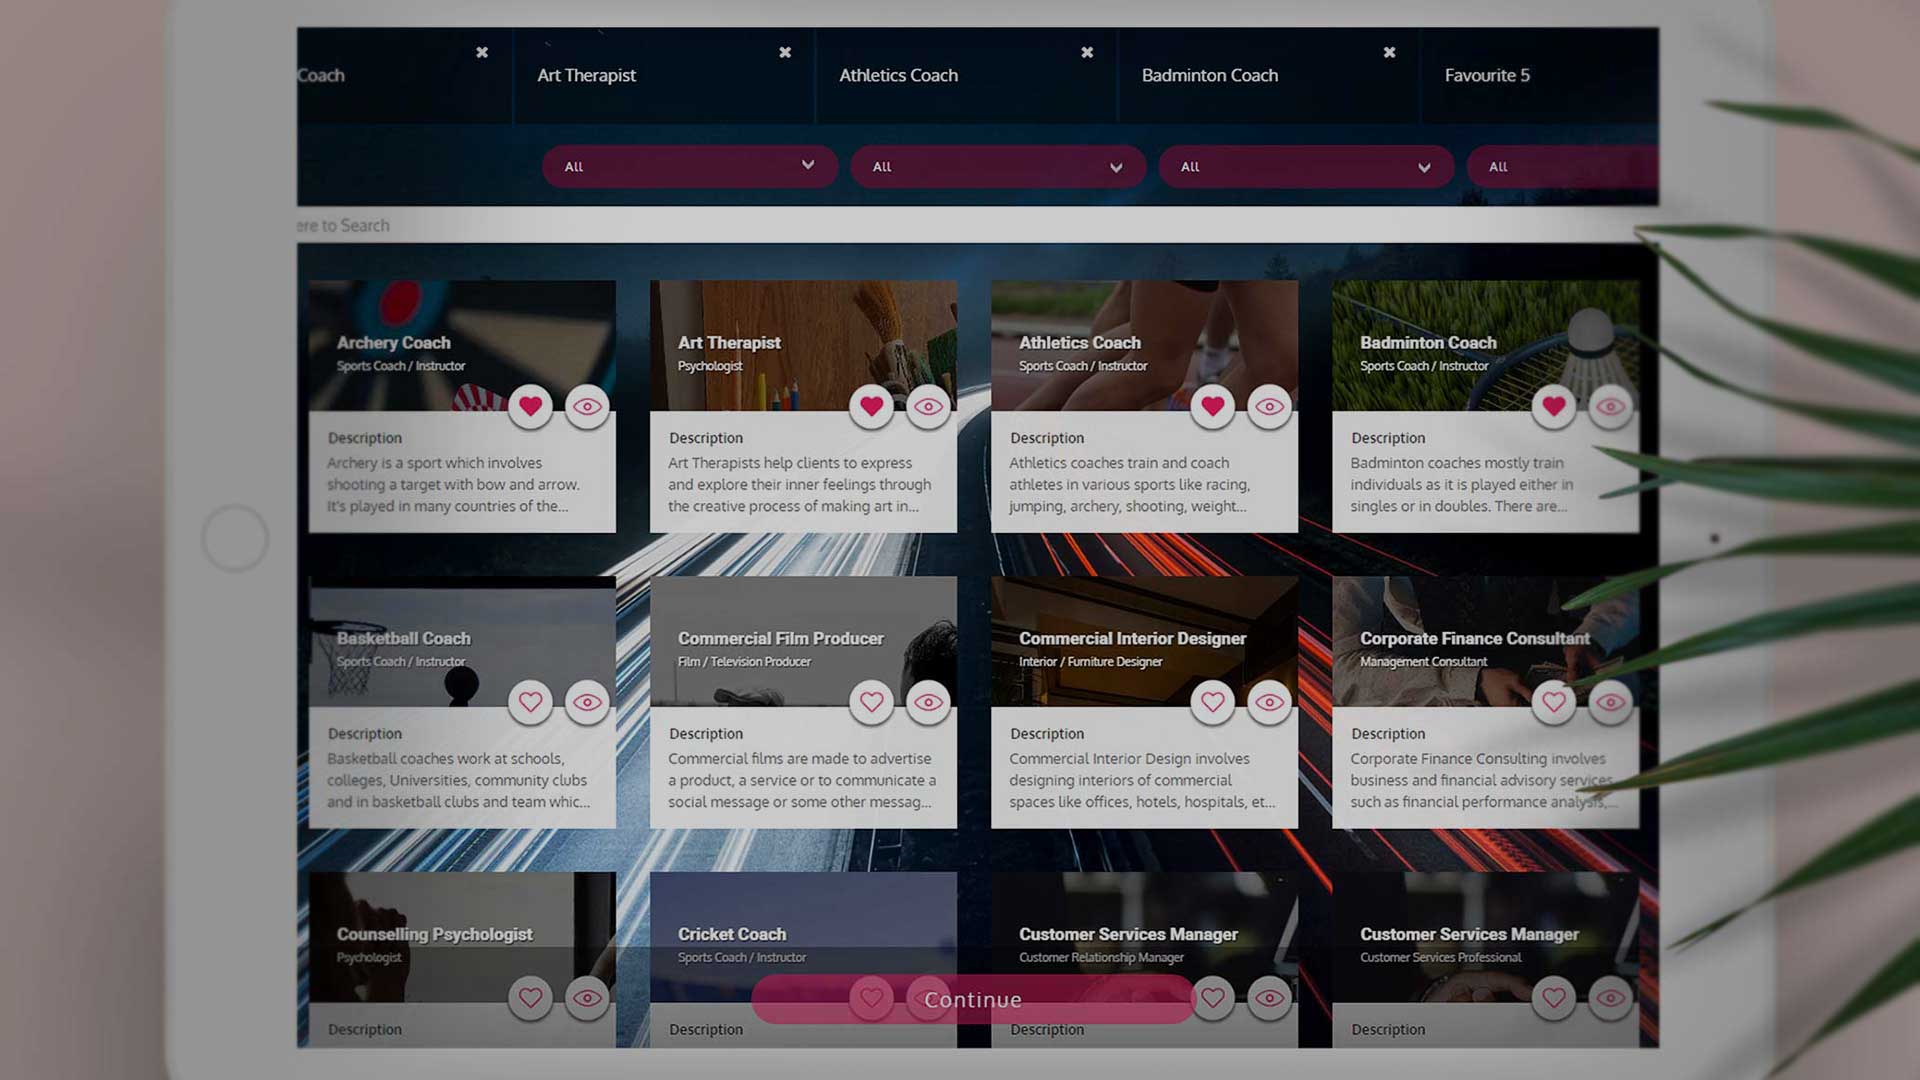 Coach
Art Therapist
Athletics Coach
Badminton Coach
Favourite 5
All
All
All
All
ere to Search
Archery Coach
Sports Coach / Instructor
Description
Archery is a sport which involves
shooting a target with bow and arrow.
It's played in many countries of the...
Art Therapist
Psychologist
Description
Art Therapists help clients to express
and explore their inner feelings through
the creative process of making art in...
Athletics Coach
Sports Coach / Instructor
Description
Athletics coaches train and coach
athletes in various sports like racing,
jumping, archery, shooting, weight...
Badminton Coach
Sports Coach / Instructor
Description
Badminton coaches mostly train
individuals as it is played either in
singles or in doubles. There are...
Basketball Coach
Sports Coach / Instructor
Description
Basketball coaches work at schools,
colleges, Universities, community clubs
and in basketball clubs and team whic...
Commercial Film Producer
Film / Television Producer
Description
Commercial films are made to advertise
a product, a service or to communicate a
social message or some other messag...
Commercial Interior Designer
Interior / Furniture Designer
Description
Commercial Interior Design involves
designing interiors of commercial
spaces like offices, hotels, hospitals, et...
Corporate Finance Consultant
Management Consultant
Description
Corporate Finance Consulting involves
business and financial advisory services
such as financial performance analysis,...
Counselling Psychologist
Psychologist
Description
Cricket Coach
Sports Coach / Instructor
Description
Customer Services Manager
Customer Relationship Manager
Description
Customer Services Manager
Customer Services Professional
Description
Continue